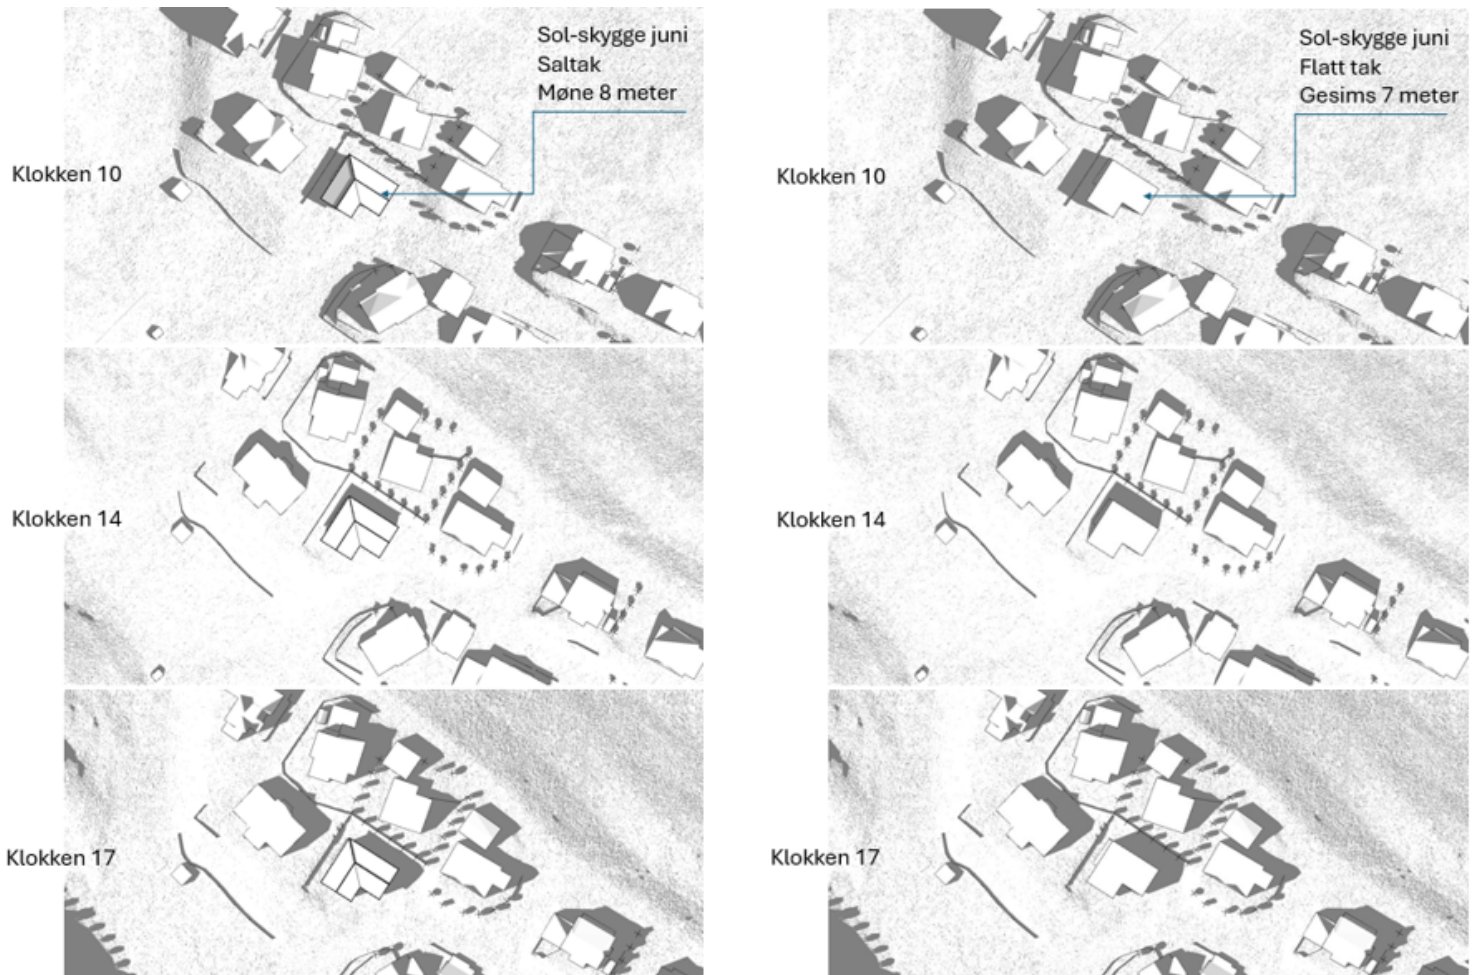 Sol-skygge juni
Saltak
Møne 8 meter
Sol-skygge juni
Flatt tak
Gesims 7 meter
Klokken 10
Klokken 10
Klokken 14
Klokken 14
Klokken 17
Klokken 17